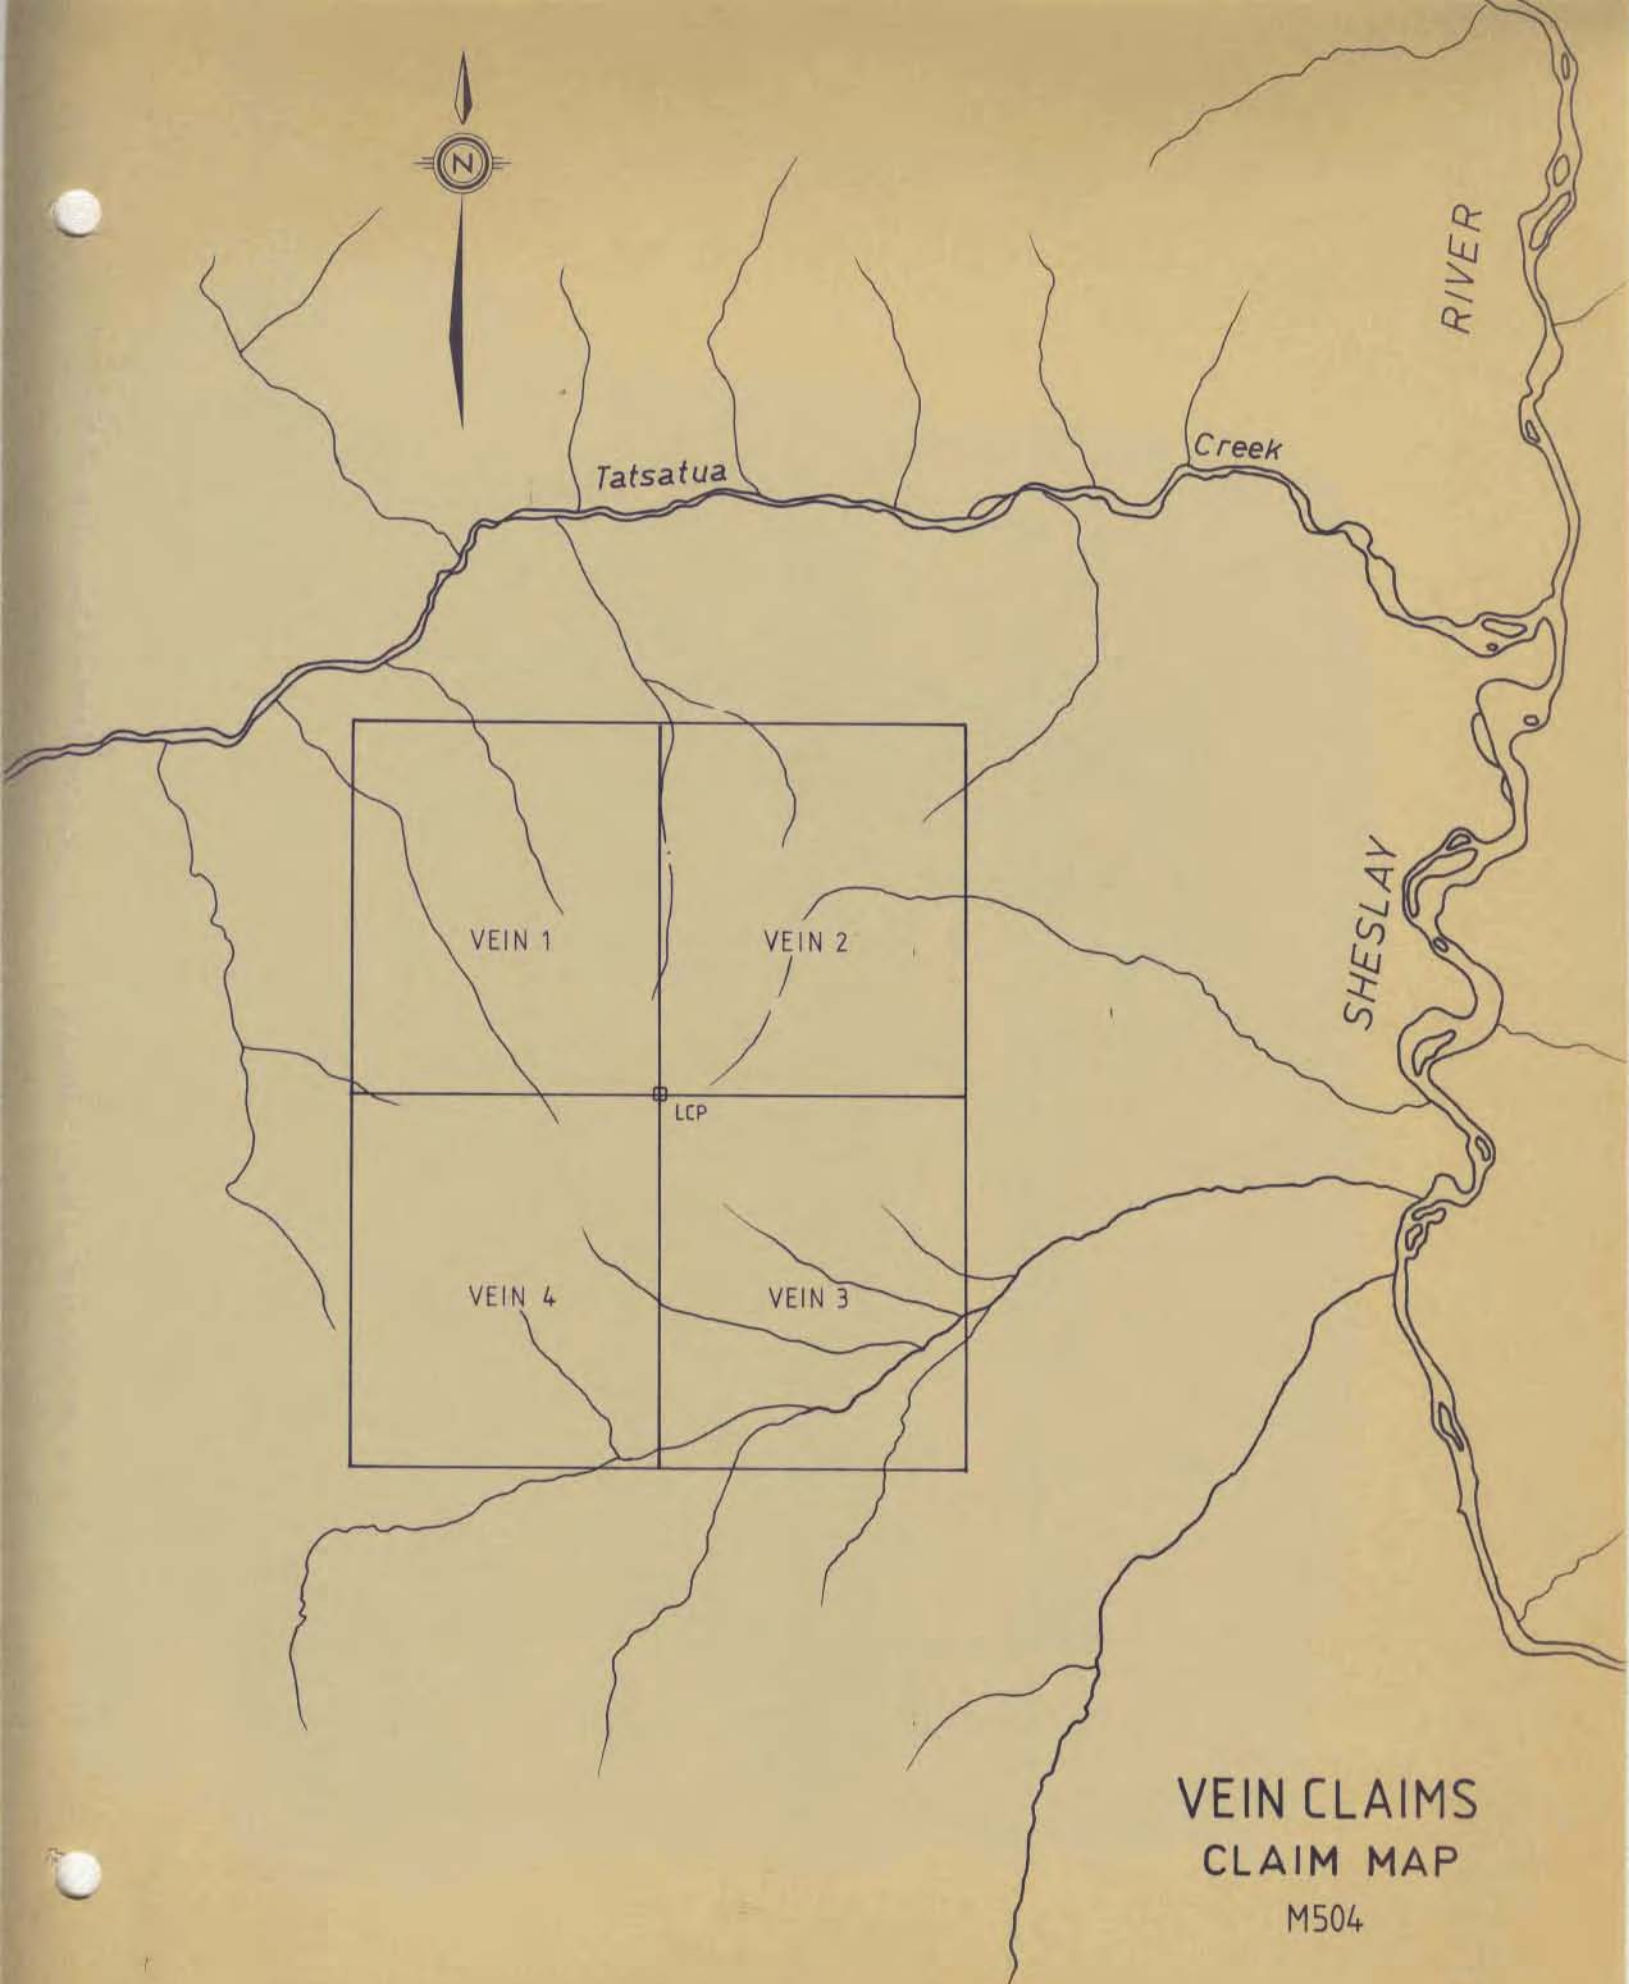 N
RIVER
Tatsatua Creek
SHESLAY
VEIN 1
VEIN 2
LCP
VEIN 4
VEIN 3
VEIN CLAIMS
CLAIM MAP
M504